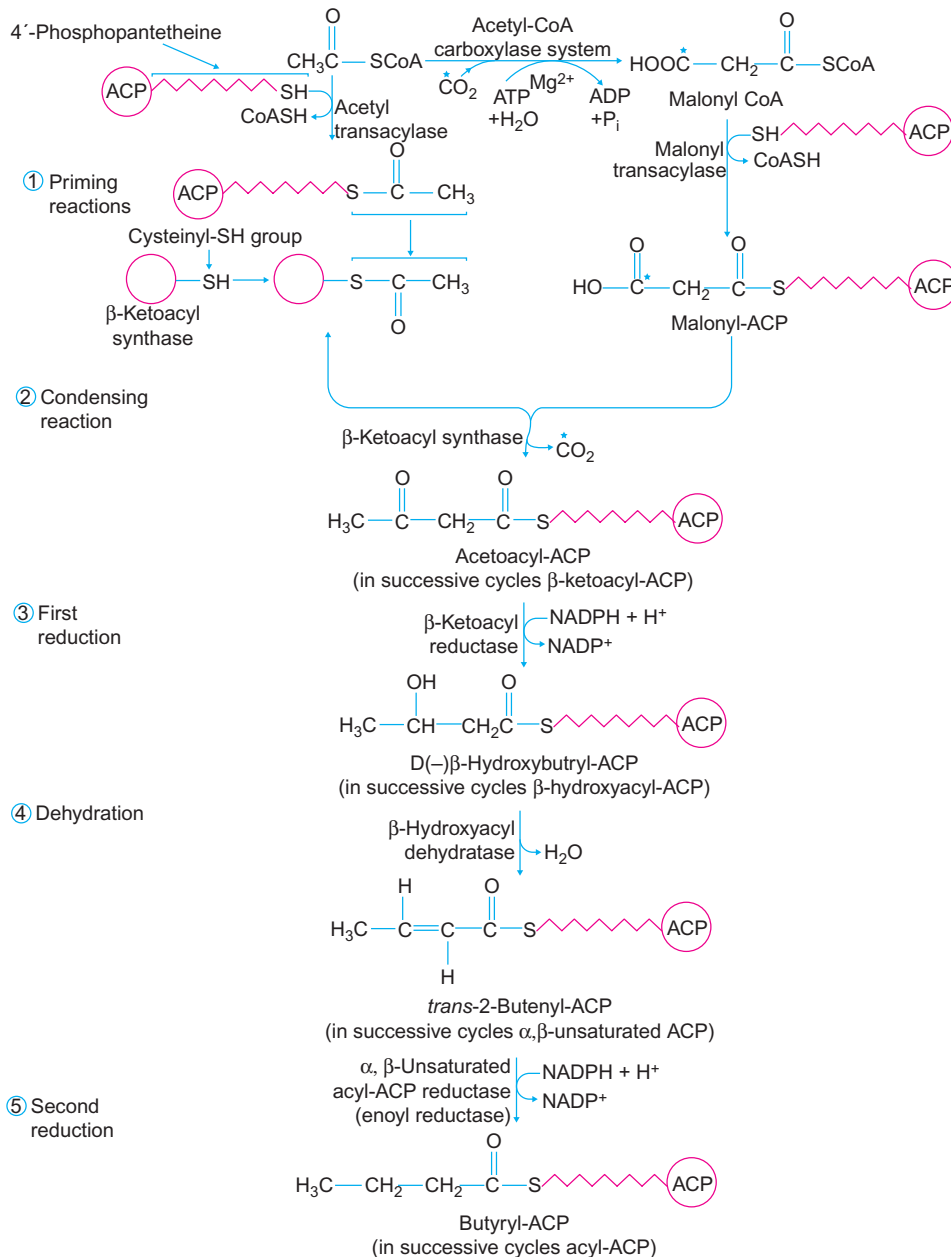 4´-Phosphopantetheine
ACP
SH
CoASH
O
CH3 C SCoA
Acetyl
transacylase
Acetyl-CoA
carboxylase system
CO2
*
ATP
+H2O
Mg2+
ADP
+Pi
O
HOOC CH2 C SCoA
*
Malonyl CoA
SH ACP
Malonyl
transacylase
CoASH
1 Priming
reactions
O
ACP S C CH3
Cysteinyl-SH group
SH
S C CH3
O
β-Ketoacyl
synthase
O O
HO C CH2 C S ACP
*
Malonyl-ACP
2 Condensing
reaction
β-Ketoacyl synthase
CO2
*
O O
H3C C CH2 C S ACP
Acetoacyl-ACP
(in successive cycles β-ketoacyl-ACP)
3 First
reduction
β-Ketoacyl
reductase
NADPH + H+
NADP+
OH O
H3C CH CH2C S ACP
D(–)β-Hydroxybutryl-ACP
(in successive cycles β-hydroxyacyl-ACP)
4 Dehydration
β-Hydroxyacyl
dehydratase
H2O
H O
H3C C C C S ACP
H
trans-2-Butenyl-ACP
(in successive cycles α,β-unsaturated ACP)
5 Second
reduction
α, β-Unsaturated
acyl-ACP reductase
(enoyl reductase)
NADPH + H+
NADP+
O
H3C CH2 CH2 C S ACP
Butyryl-ACP
(in successive cycles acyl-ACP)